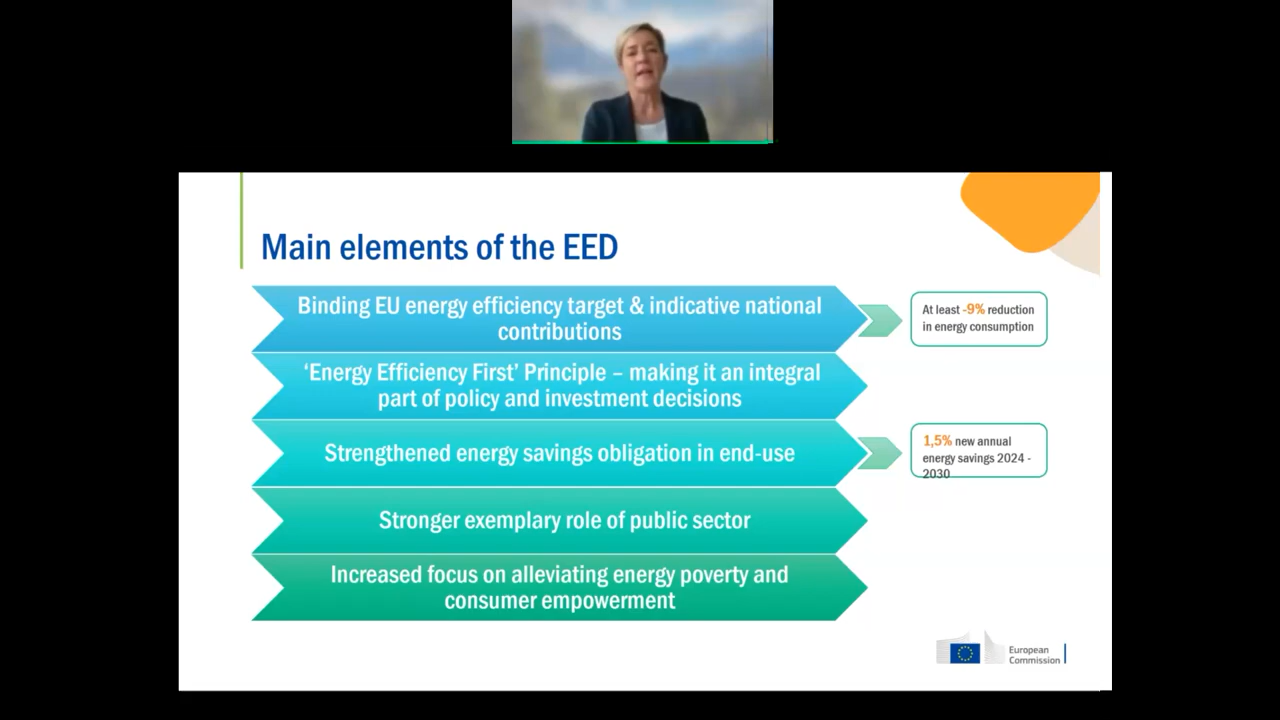 Main elements of the EED
Binding EU energy efficiency target & indicative national
contributions
At least -9% reduction
in energy consumption
‘Energy Efficiency First’ Principle – making it an integral
part of policy and investment decisions
Strengthened energy savings obligation in end-use
1,5% new annual
energy savings 2024 -
2030
Stronger exemplary role of public sector
Increased focus on alleviating energy poverty and
consumer empowerment
European
Commission